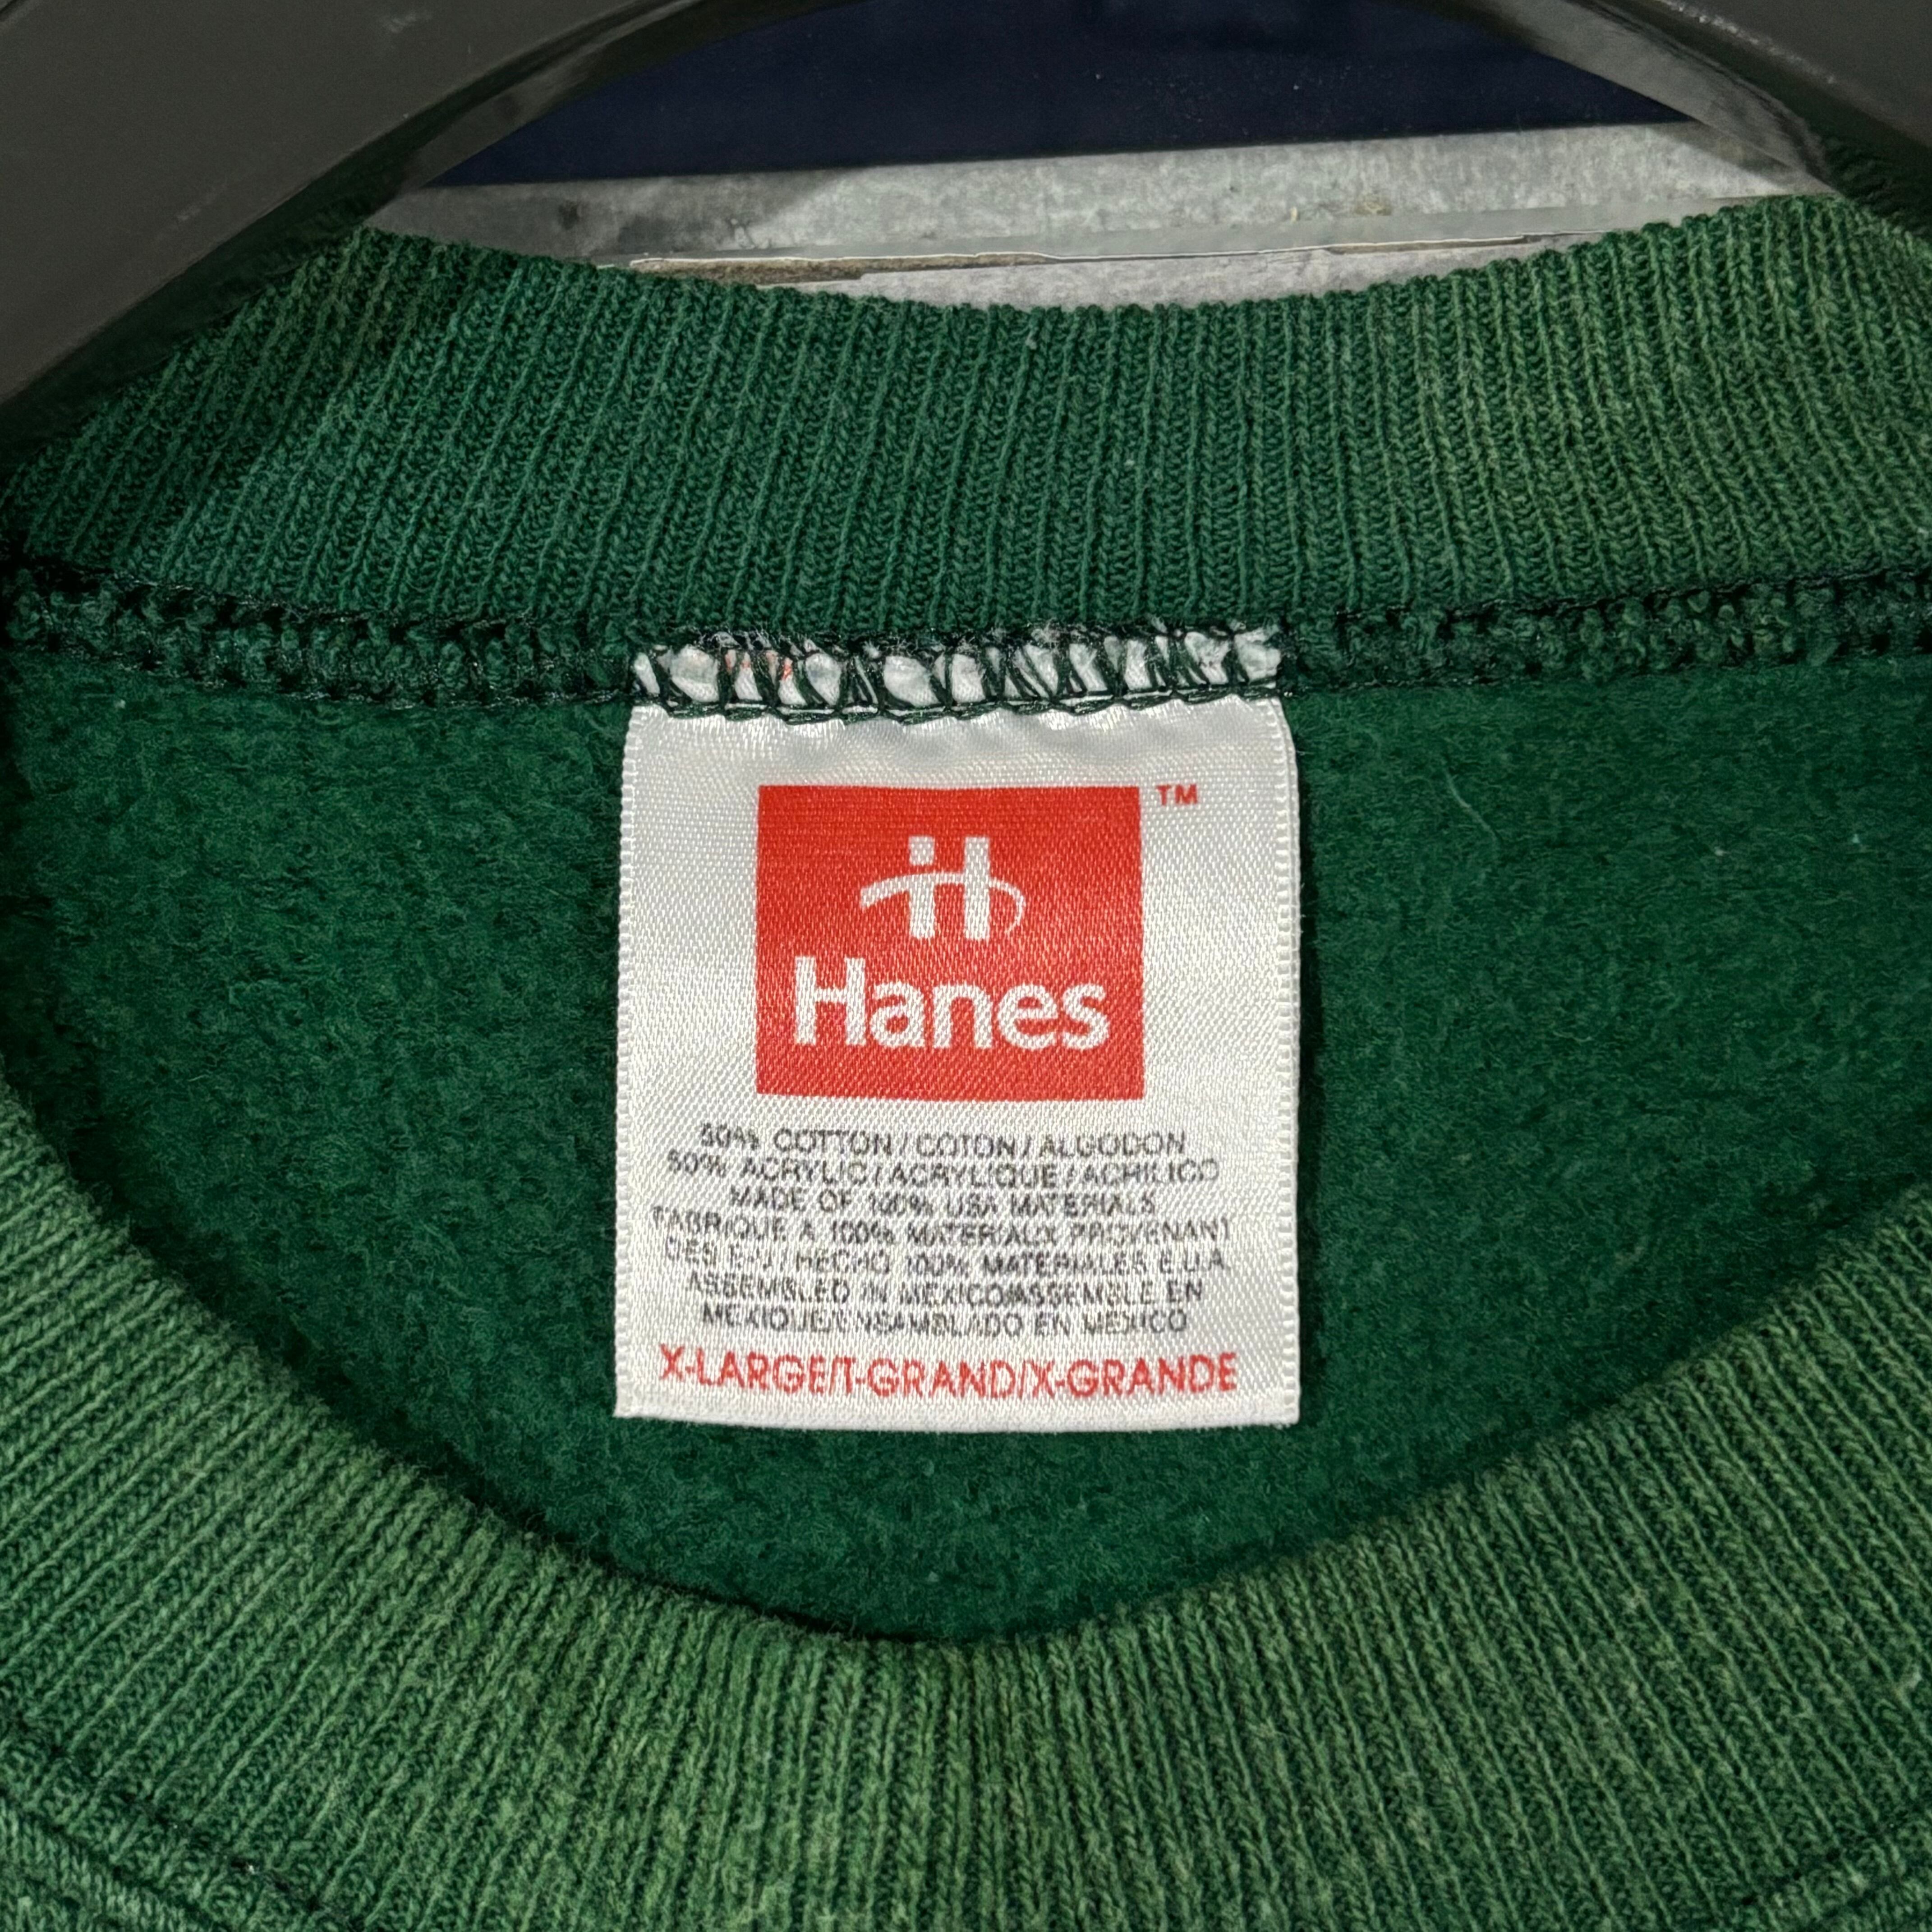 TM
H
Hanes
50% COTTON/COTON/ALGODON
50% ACRYLIC/ACRYLIQUE/ACRILICO
MADE OF 100% USA MATERIALS
FABRIQUE A 100% MATERIAUX PROVENANT
DES E-U/HECHO 100% MATERIALES E.U.A.
ASSEMBLED IN MEXICO/ASSEMBLE EN
MEXIQUE/ENSAMBLADO EN MEXICO
X-LARGE/T-GRAND/X-GRANDE